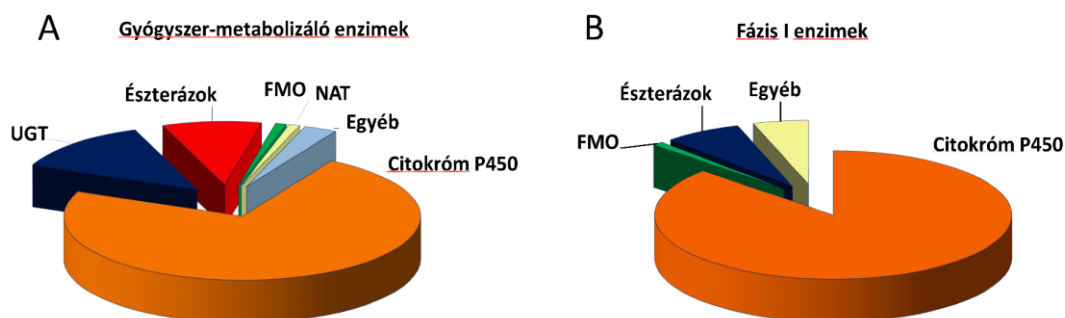 A
Gyógyszer-metabolizáló enzimek
UGT
Észterázok
FMO
NAT
Egyéb
Citokróm P450
B
Fázis I enzimek
FMO
Észterázok
Egyéb
Citokróm P450